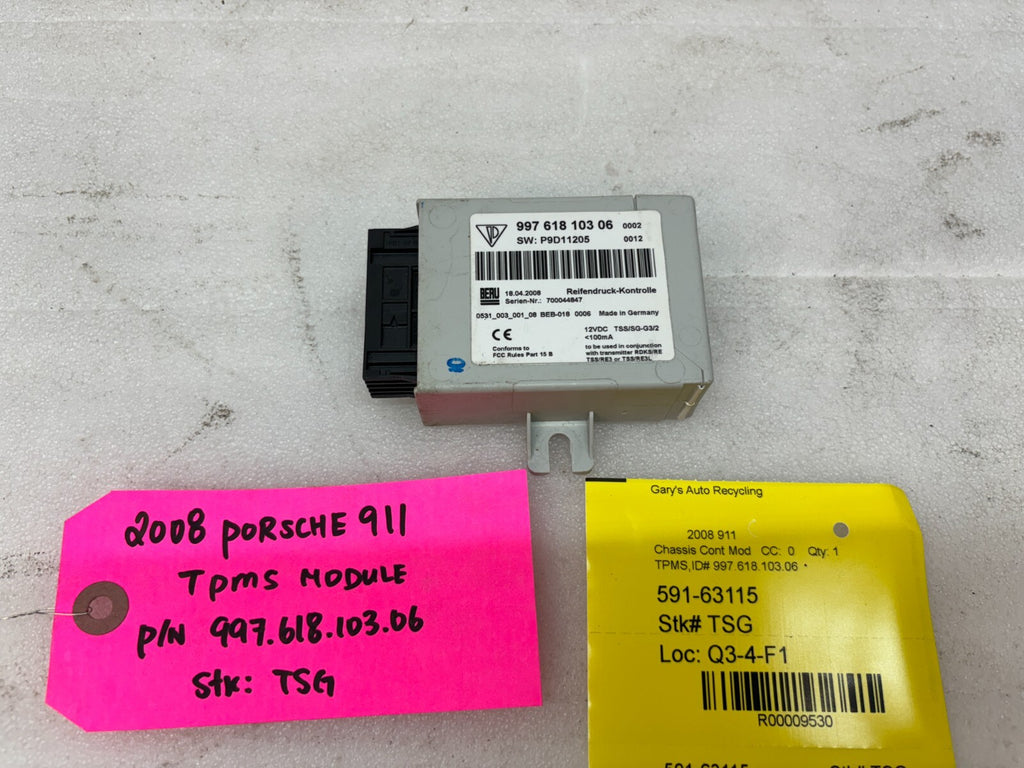 997 618 103 06 0002
SW: P9D11205 0012
BERU 18.04.2008 Reifendruck-Kontrolle
Serien-Nr.: 700044847
0531_003_001_08 BEB-018 0006 Made in Germany
CE 12VDC TSS/SG-G3/2
<100mA
Conforms to
FCC Rules Part 15 B
to be used in conjunction
with transmitter RDKS/RE
TSS/RE3 or TSS/RE3L
2008 PORSCHE 911
TPMS MODULE
P/N 997.618.103.06
Stk: TSG
Gary's Auto Recycling
2008 911
Chassis Cont Mod CC: 0 Qty: 1
TPMS,ID# 997.618.103.06
591-63115
Stk# TSG
Loc: Q3-4-F1
R00009530
591-63115 Stk# TSG